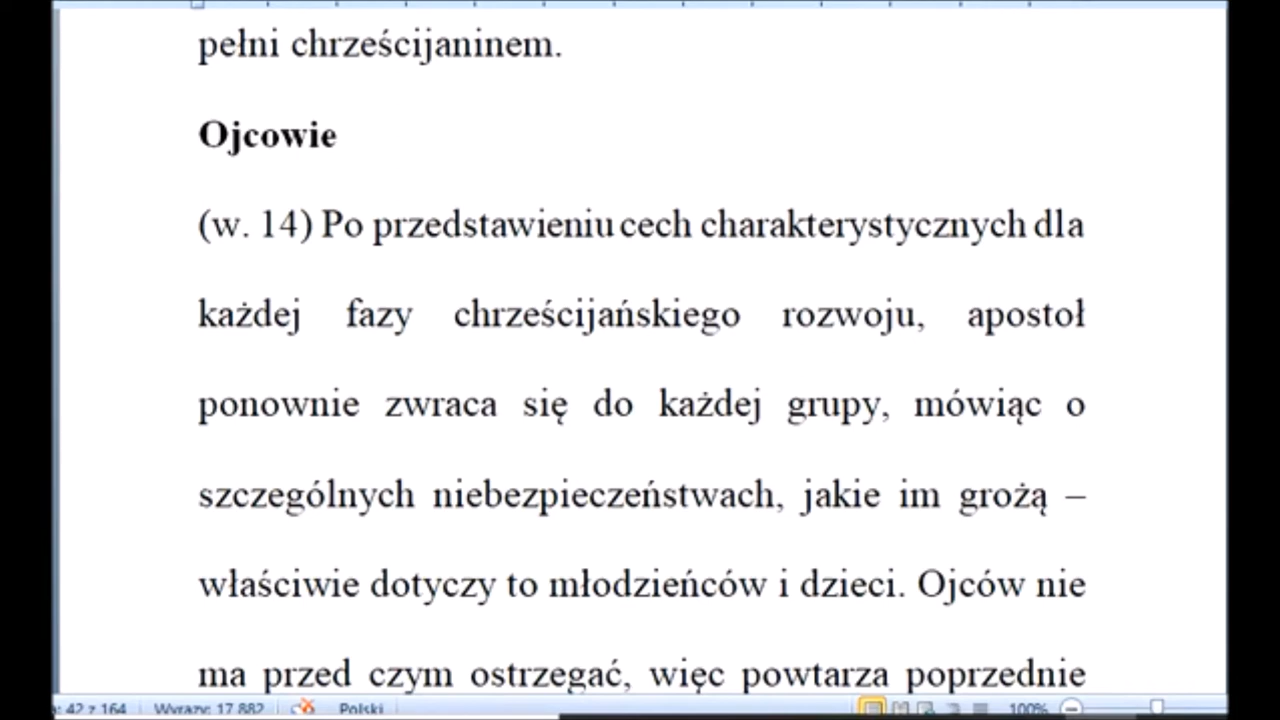 pełni chrześcijaninem.
Ojcowie
(w. 14) Po przedstawieniu cech charakterystycznych dla
każdej fazy chrześcijańskiego rozwoju, apostoł
ponownie zwraca się do każdej grupy, mówiąc o
szczególnych niebezpieczeństwach, jakie im grożą –
właściwie dotyczy to młodzieńców i dzieci. Ojców nie
ma przed czym ostrzegać, więc powtarza poprzednie
: 42 z 164 Wyrazy: 17 882 Polski 100%